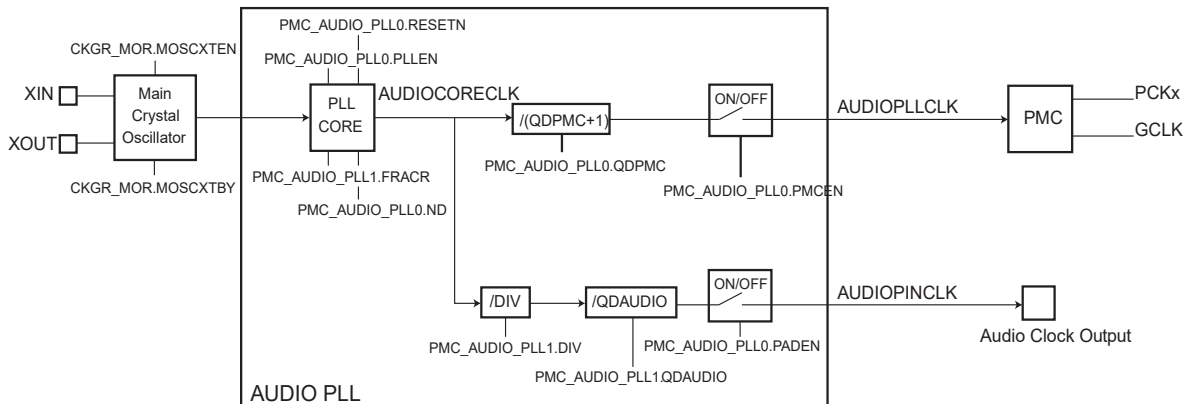 PMC_AUDIO_PLL0.RESETN
CKGR_MOR.MOSCXTEN
PMC_AUDIO_PLL0.PLLEN
XIN
XOUT
Main
Crystal
Oscillator
PLL
CORE
AUDIOCORECLK
/(QDPMC+1)
ON/OFF
AUDIOPLLCLK
PMC
PCKx
GCLK
PMC_AUDIO_PLL0.QDPMC
PMC_AUDIO_PLL1.FRACR
CKGR_MOR.MOSCXTBY
PMC_AUDIO_PLL0.PMCEN
PMC_AUDIO_PLL0.ND
/DIV
/QDAUDIO
ON/OFF
AUDIOPINCLK
Audio Clock Output
PMC_AUDIO_PLL1.DIV
PMC_AUDIO_PLL0.PADEN
PMC_AUDIO_PLL1.QDAUDIO
AUDIO PLL